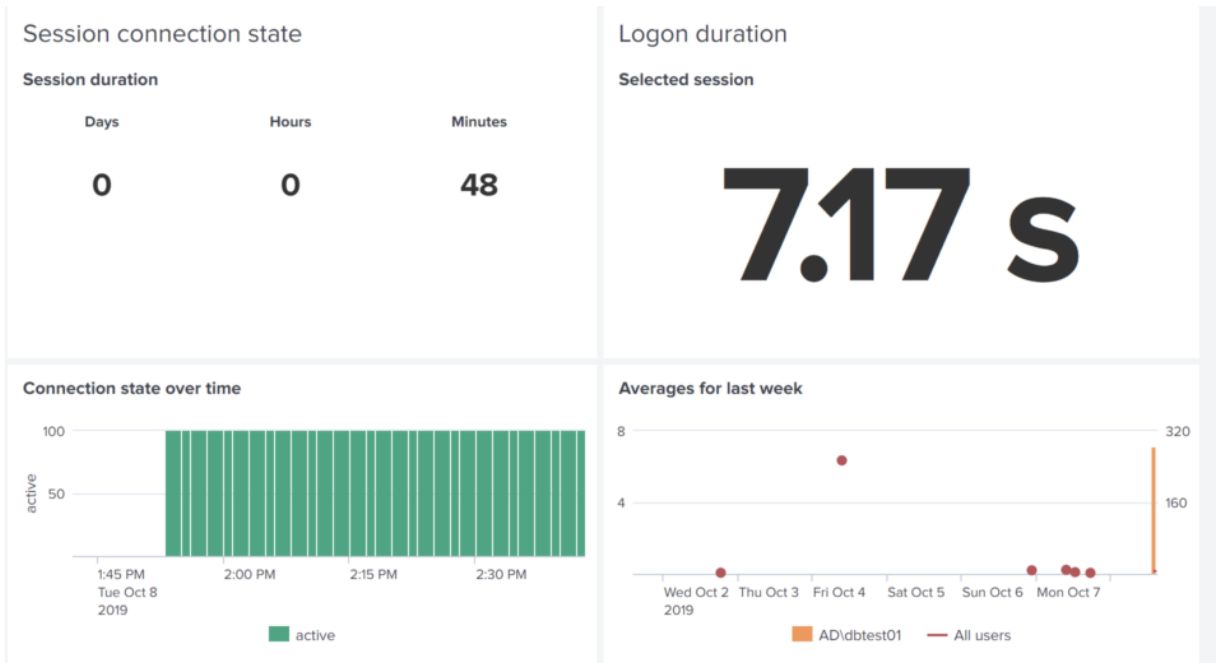 Session connection state
Session duration
Days Hours Minutes
0 0 48
Logon duration
Selected session
7.17 s
Connection state over time
100
50
active
1:45 PM 2:00 PM 2:15 PM 2:30 PM
Tue Oct 8
2019
active
Averages for last week
8 320
4 160
Wed Oct 2 Thu Oct 3 Fri Oct 4 Sat Oct 5 Sun Oct 6 Mon Oct 7
2019
AD\dbtest01 All users